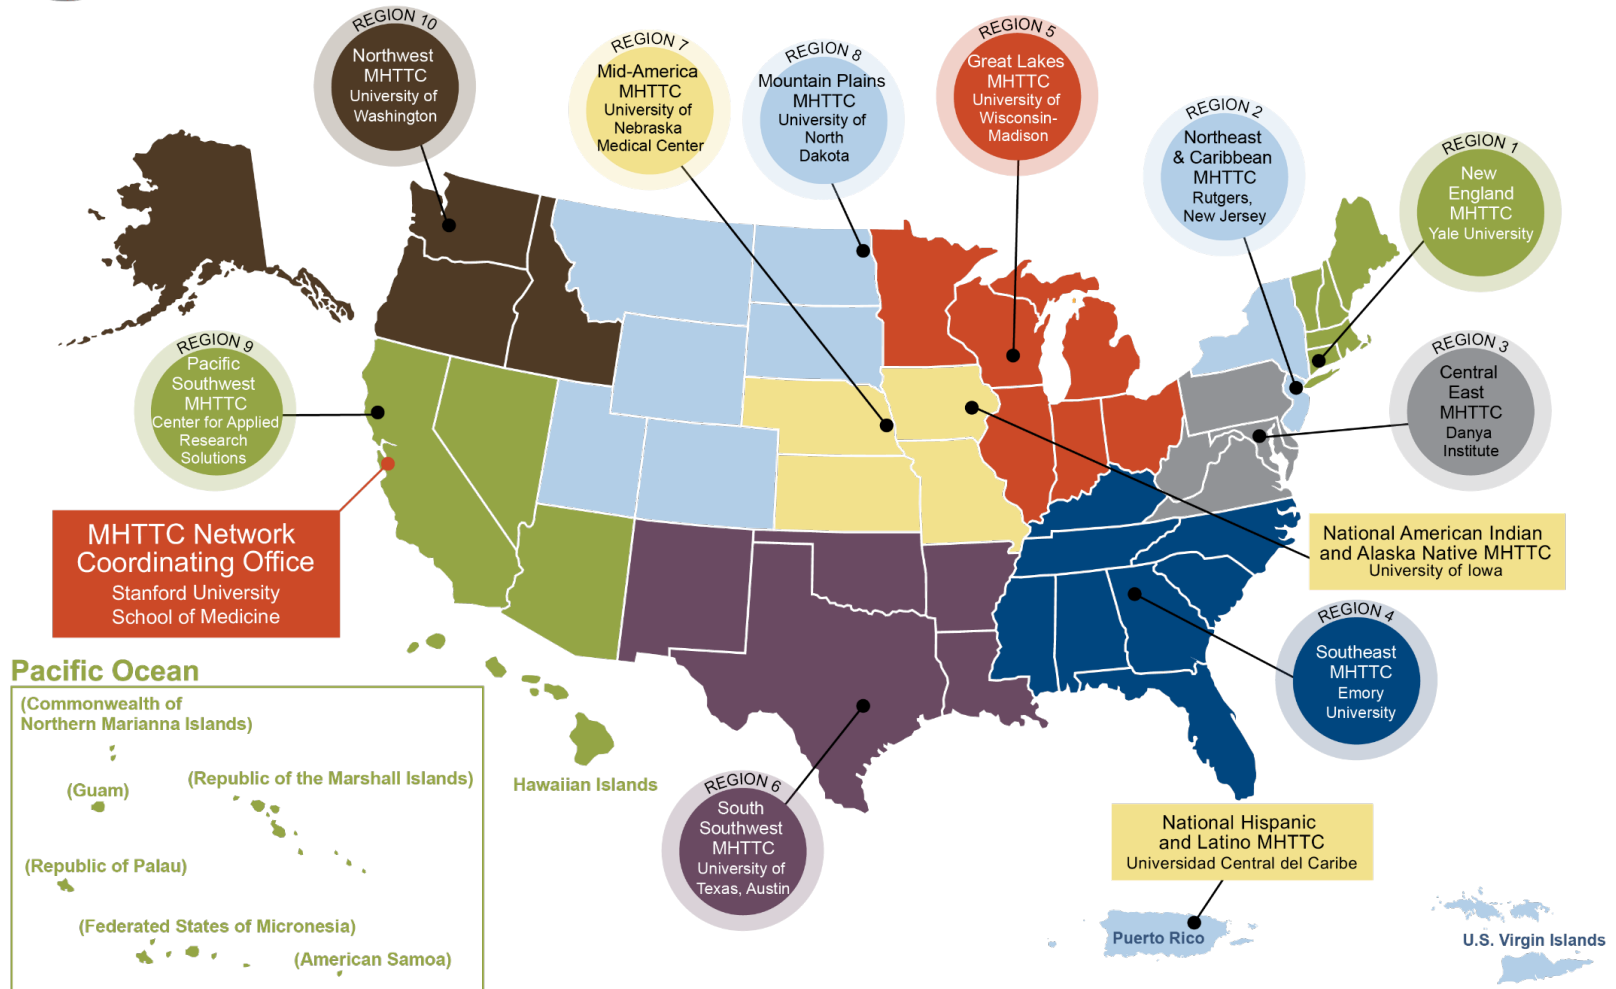 REGION 10
Northwest
MHTTC
University of
Washington
REGION 7
Mid-America
MHTTC
University of
Nebraska
Medical Center
REGION 8
Mountain Plains
MHTTC
University of
North
Dakota
REGION 5
Great Lakes
MHTTC
University of
Wisconsin-
Madison
REGION 2
Northeast
& Caribbean
MHTTC
Rutgers,
New Jersey
REGION 1
New
England
MHTTC
Yale University
REGION 9
Pacific
Southwest
MHTTC
Center for Applied
Research
Solutions
REGION 3
Central
East
MHTTC
Danya
Institute
MHTTC Network
Coordinating Office
Stanford University
School of Medicine
National American Indian
and Alaska Native MHTTC
University of Iowa
REGION 4
Southeast
MHTTC
Emory
University
Pacific Ocean
(Commonwealth of
Northern Marianna Islands)
(Guam)
(Republic of the Marshall Islands)
(Republic of Palau)
(Federated States of Micronesia)
(American Samoa)
Hawaiian Islands
REGION 6
South
Southwest
MHTTC
University of
Texas, Austin
National Hispanic
and Latino MHTTC
Universidad Central del Caribe
Puerto Rico
U.S. Virgin Islands